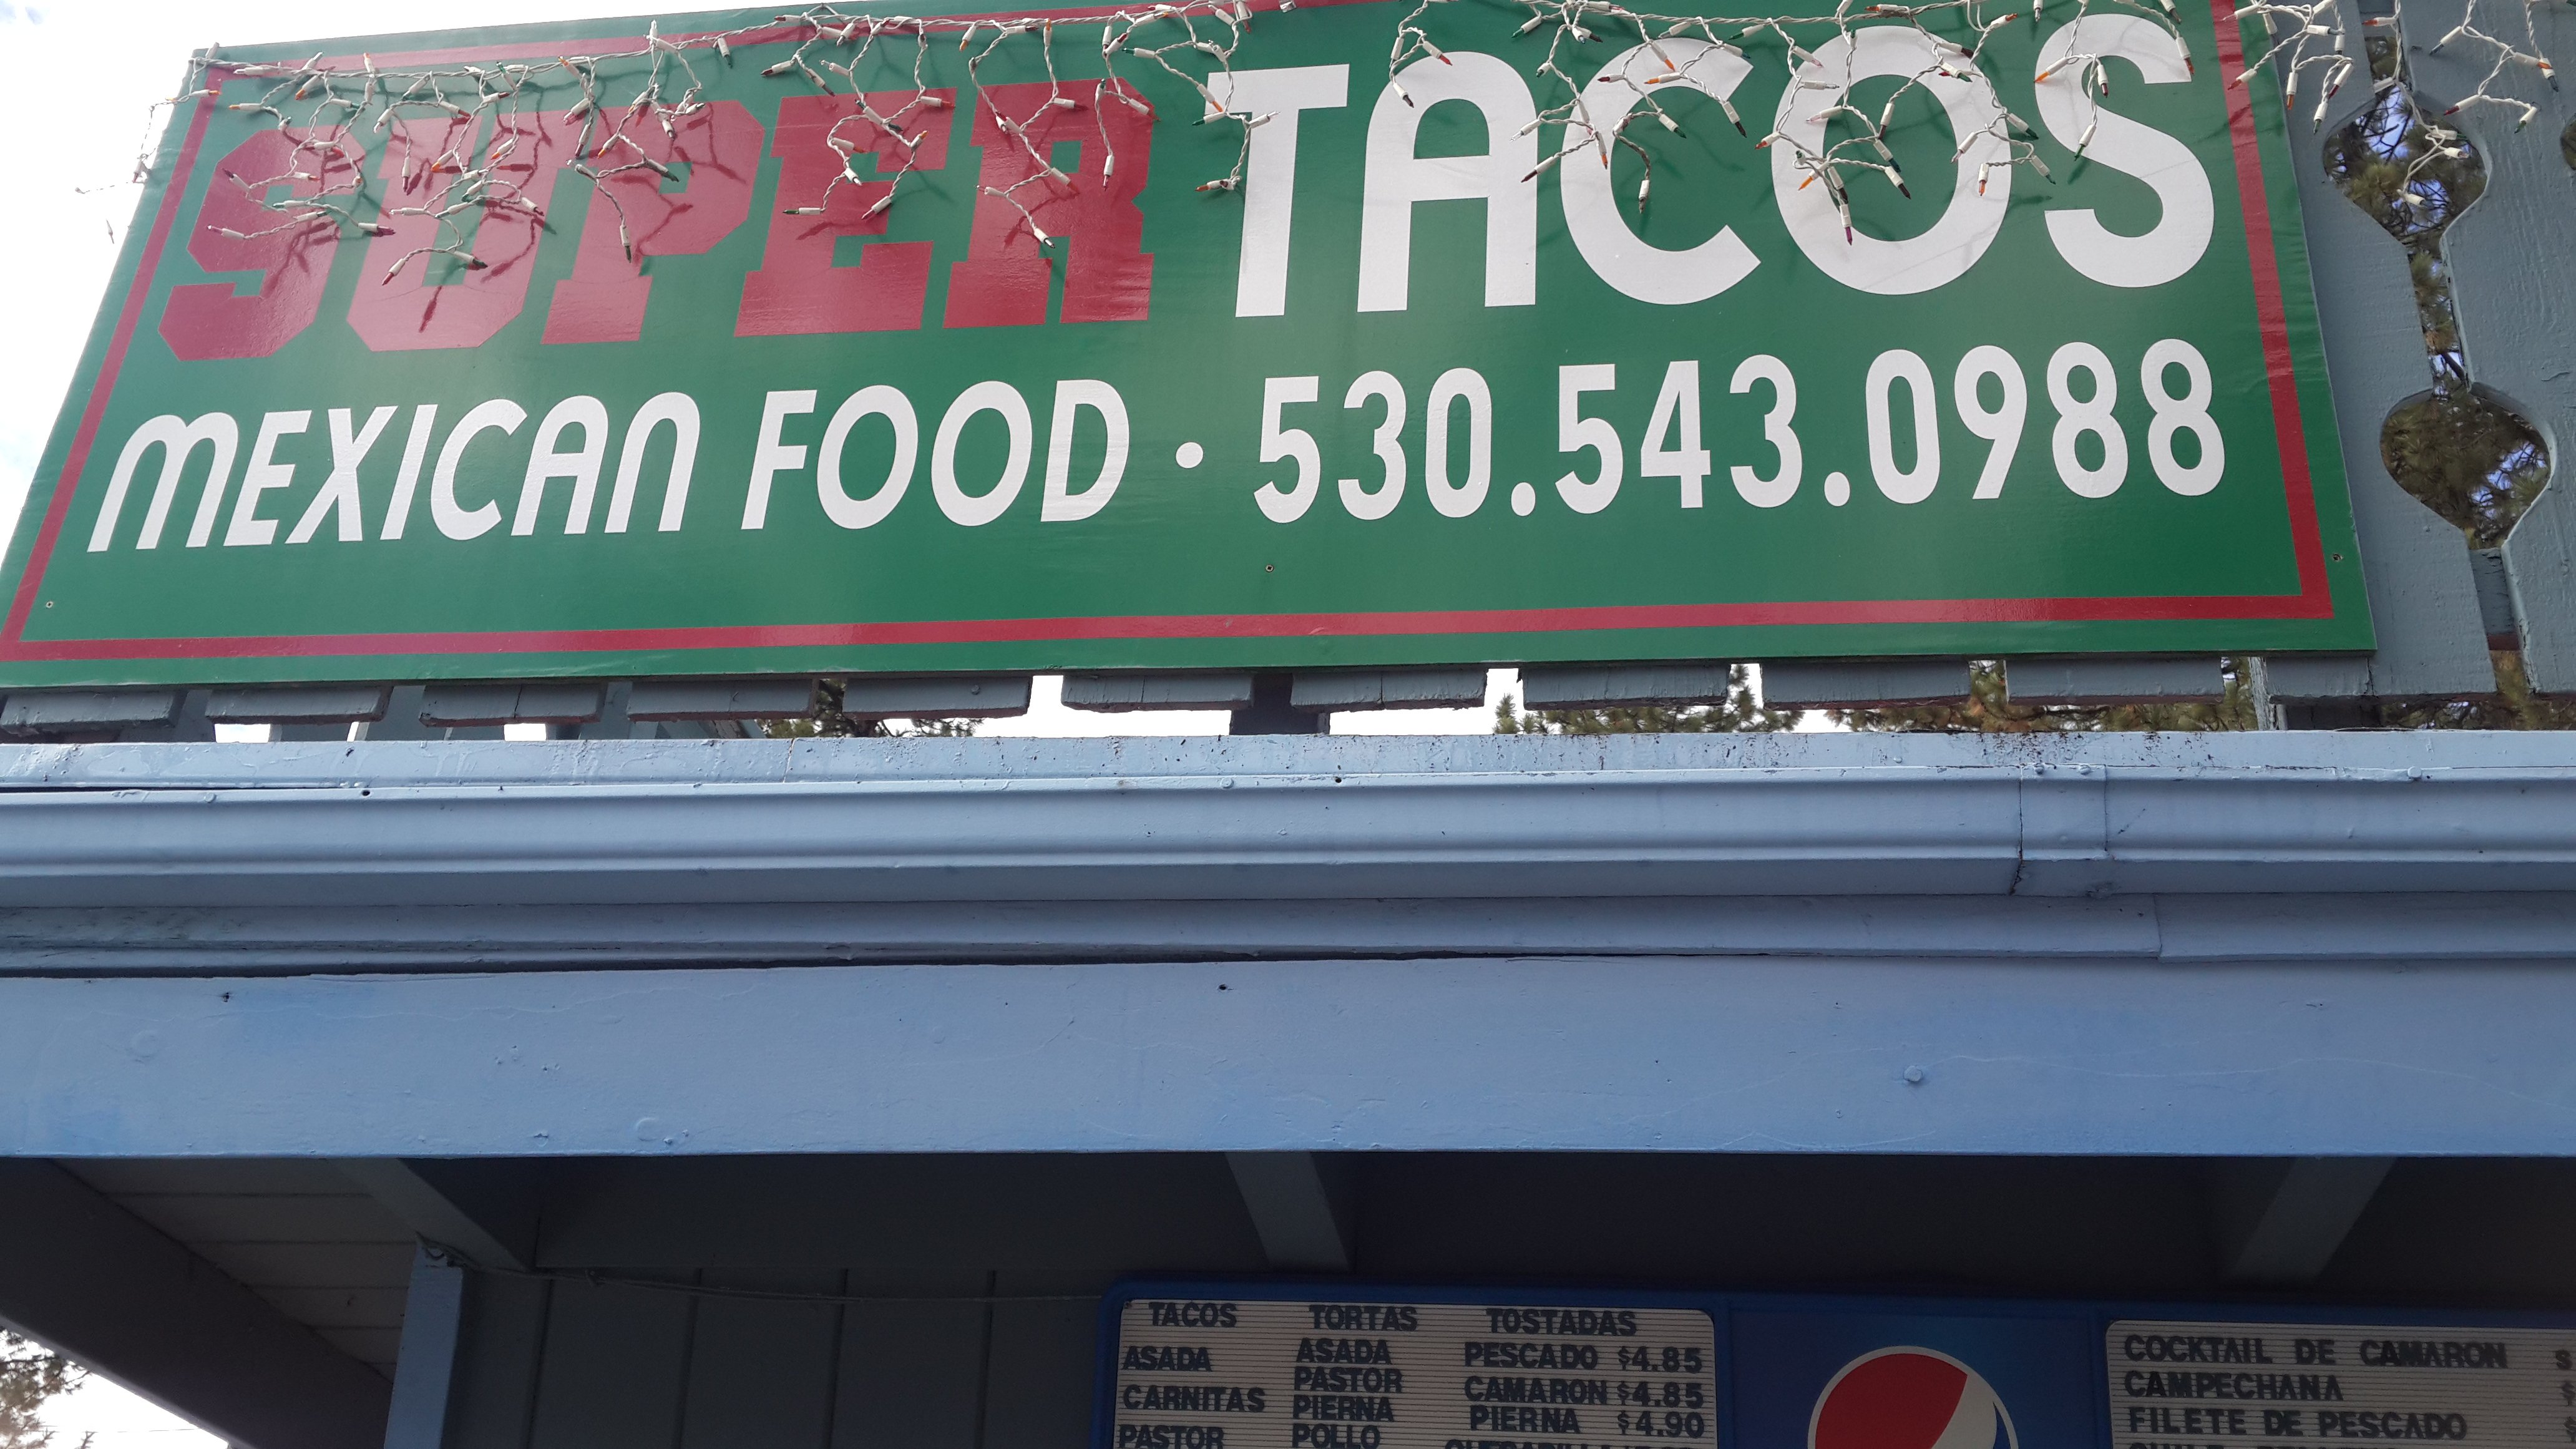 SUPER TACOS
MEXICAN FOOD · 530.543.0988
TACOS TORTAS TOSTADAS
ASADA ASADA PESCADO $4.85
CARNITAS PASTOR CAMARON $4.85
PASTOR PIERNA PIERNA $4.90
POLLO
COCKTAIL DE CAMARON $
CAMPECHANA
FILETE DE PESCADO